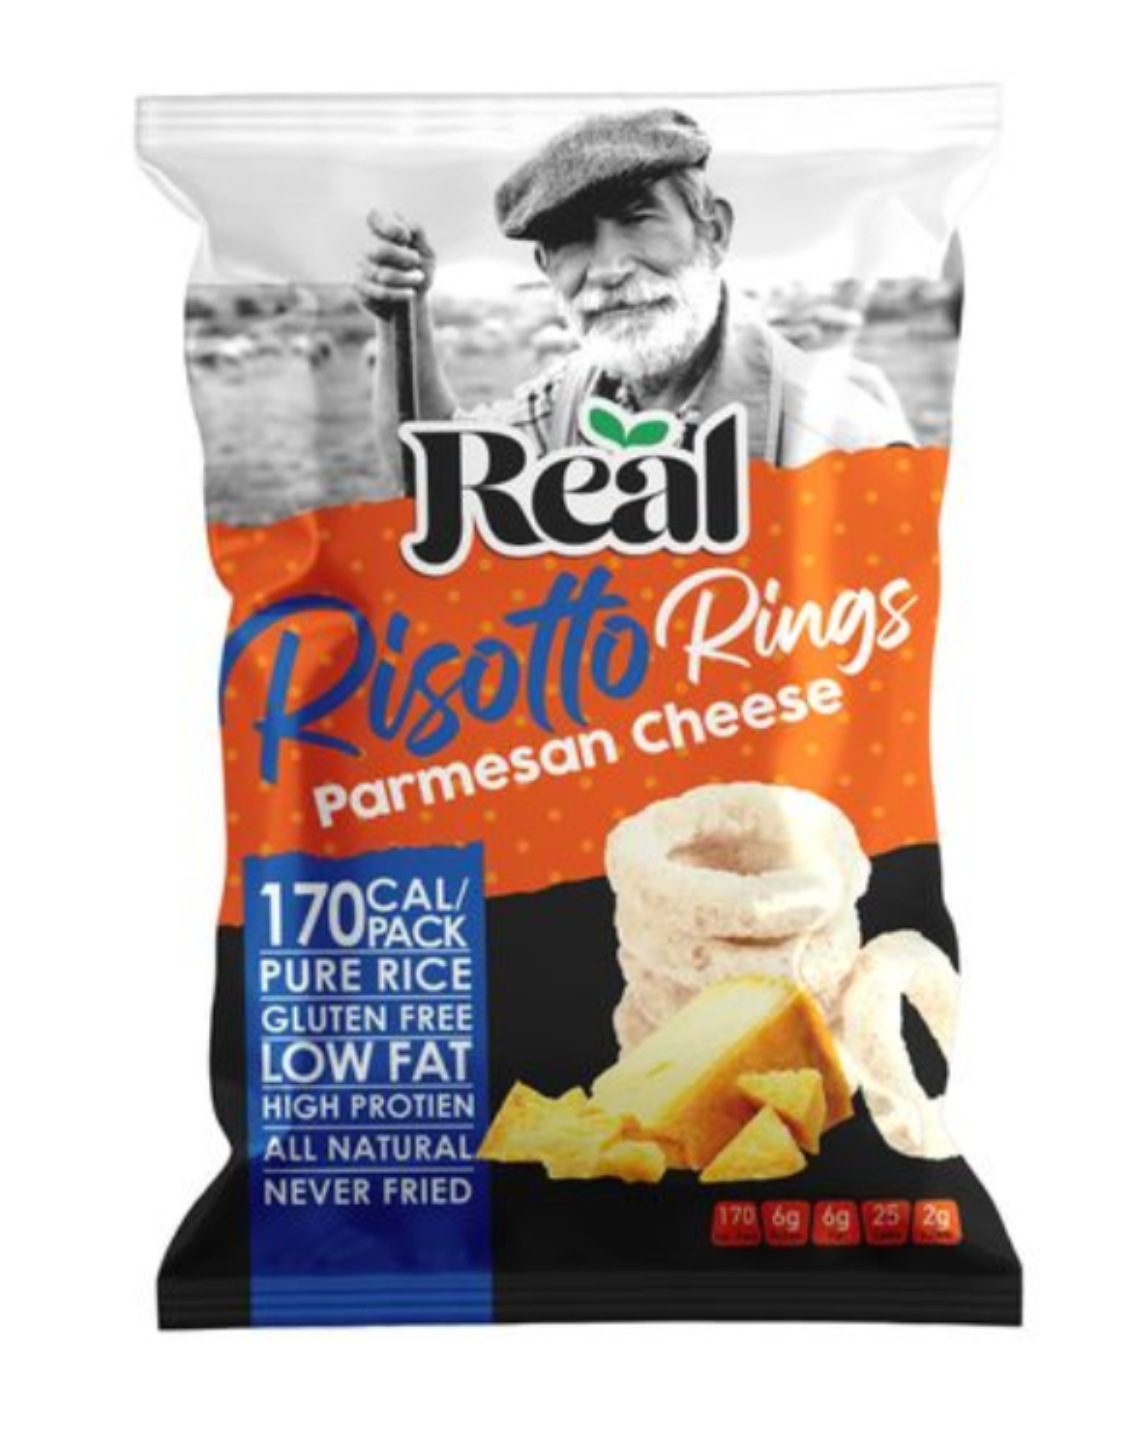 Real
Risotto Rings
Parmesan Cheese
170 CAL/
PACK
PURE RICE
GLUTEN FREE
LOW FAT
HIGH PROTIEN
ALL NATURAL
NEVER FRIED
170 6g 6g 25 2g